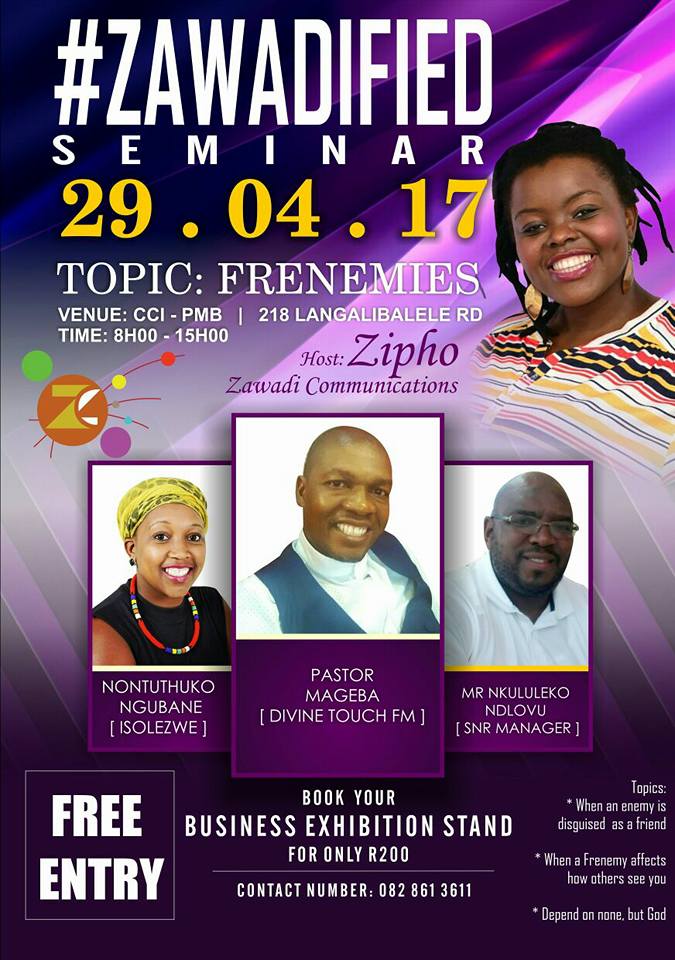 #ZAWADIFIED
SEMINAR
29 . 04 . 17
TOPIC: FRENEMIES
VENUE: CCI - PMB | 218 LANGALIBALELE RD
TIME: 8H00 - 15H00
Host: Zipho
Zawadi Communications
ZC
NONTUTHUKO
NGUBANE
[ ISOLEZWE ]
PASTOR
MAGEBA
[ DIVINE TOUCH FM ]
MR NKULULEKO
NDLOVU
[ SNR MANAGER ]
FREE
ENTRY
BOOK YOUR
BUSINESS EXHIBITION STAND
FOR ONLY R200
CONTACT NUMBER: 082 861 3611
Topics:
* When an enemy is
disguised as a friend
* When a Frenemy affects
how others see you
* Depend on none, but God